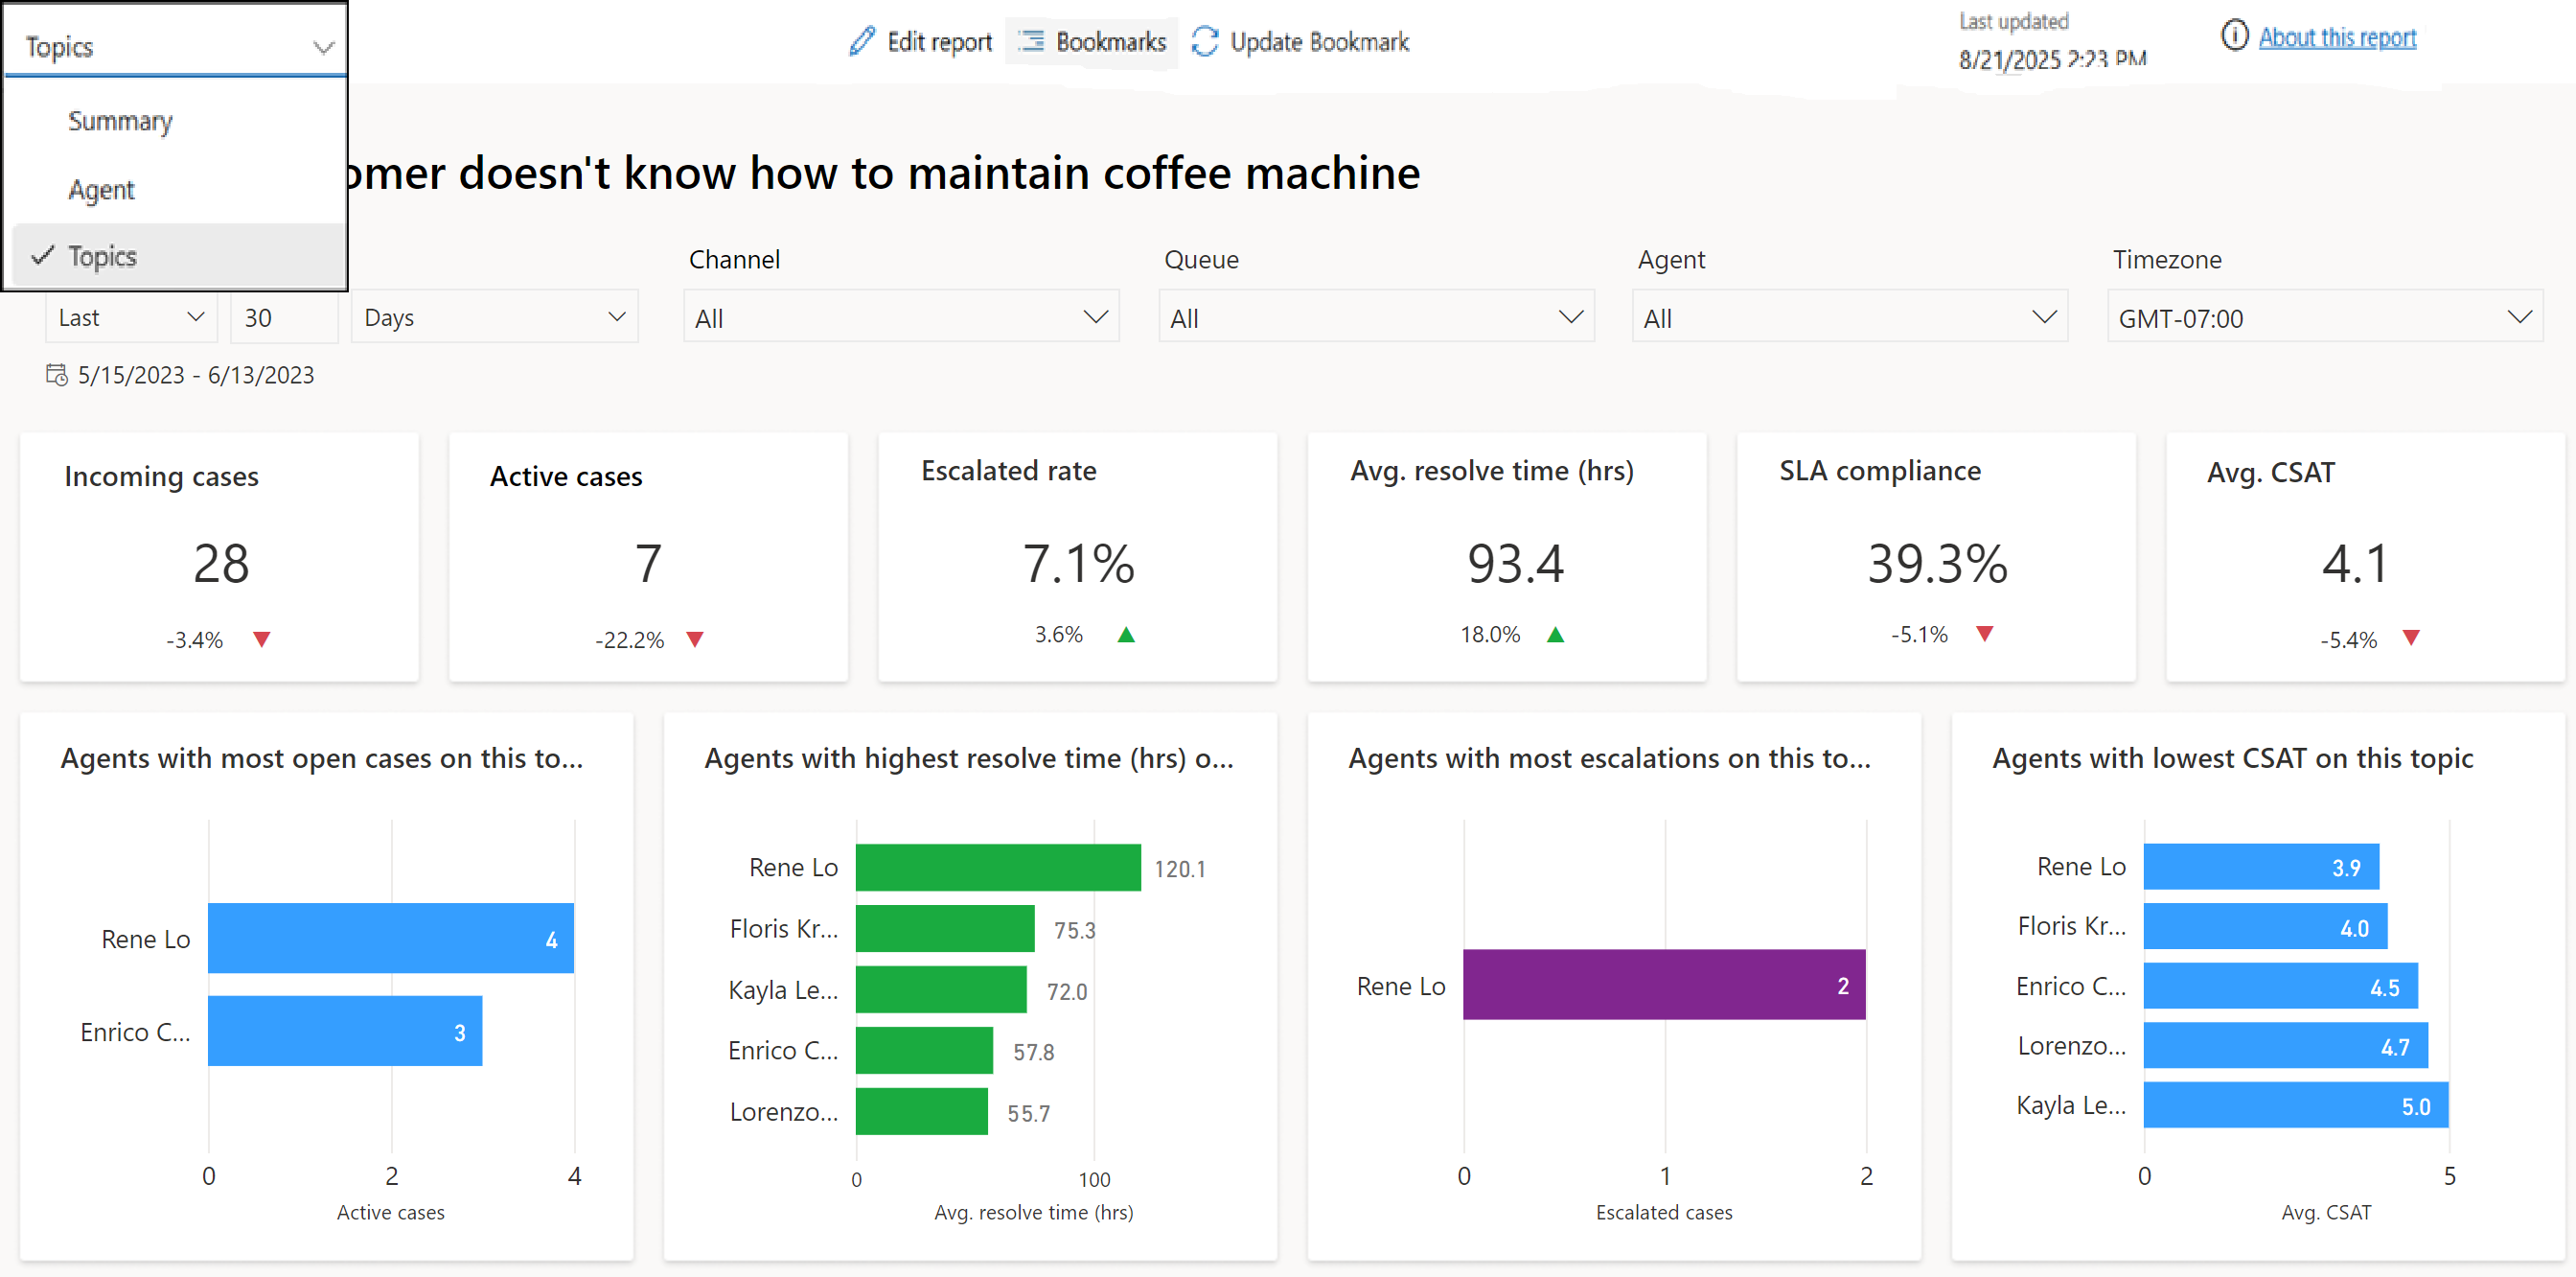 Topics
Edit report
Bookmarks
Update Bookmark
Last updated
8/21/2025 2:23 PM
About this report
Summary
Agent
Topics
omer doesn't know how to maintain coffee machine
Channel
Queue
Agent
Timezone
Last
30
Days
All
All
All
GMT-07:00
5/15/2023 - 6/13/2023
Incoming cases
28
-3.4%
Active cases
7
-22.2%
Escalated rate
7.1%
3.6%
Avg. resolve time (hrs)
93.4
18.0%
SLA compliance
39.3%
-5.1%
Avg. CSAT
4.1
-5.4%
Agents with most open cases on this to...
Rene Lo
4
Enrico C...
3
0 2 4
Active cases
Agents with highest resolve time (hrs) o...
Rene Lo
120.1
Floris Kr...
75.3
Kayla Le...
72.0
Enrico C...
57.8
Lorenzo...
55.7
0 100
Avg. resolve time (hrs)
Agents with most escalations on this to...
Rene Lo
2
0 1 2
Escalated cases
Agents with lowest CSAT on this topic
Rene Lo
3.9
Floris Kr...
4.0
Enrico C...
4.5
Lorenzo...
4.7
Kayla Le...
5.0
0 5
Avg. CSAT